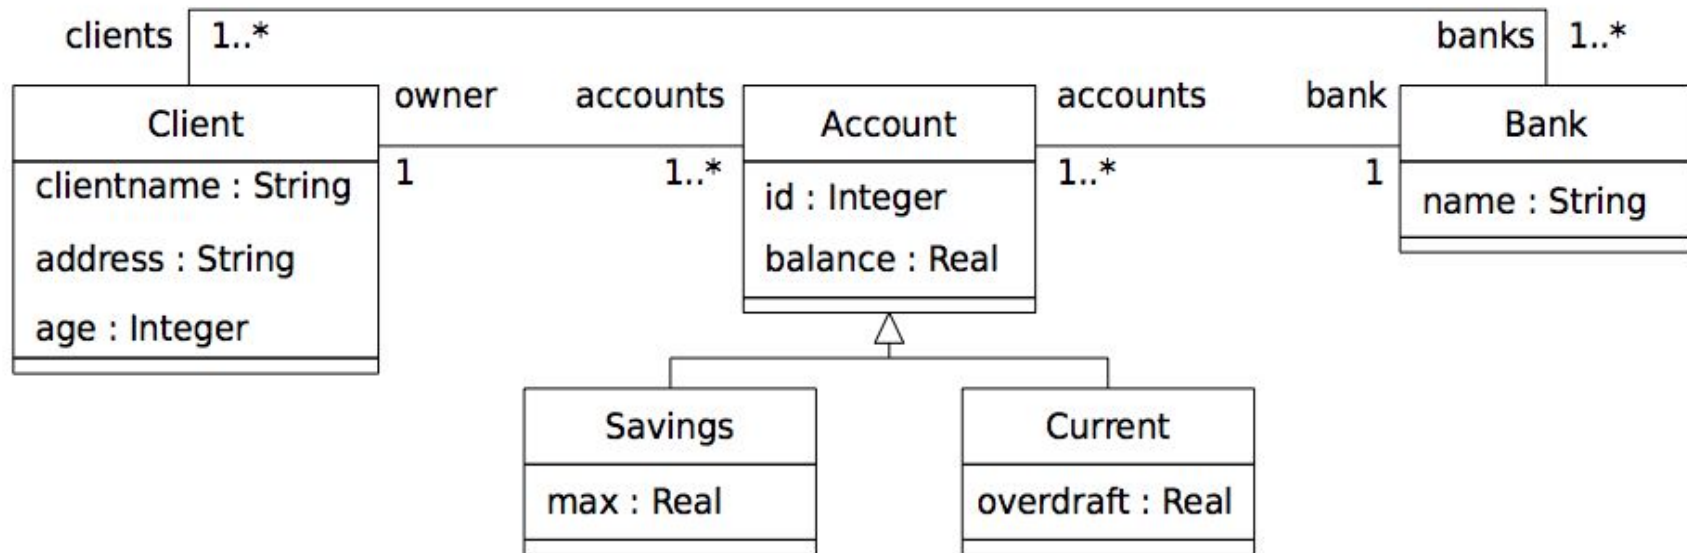 clients 1..* banks 1..*
owner accounts accounts bank
Client Account Bank
1 1..* 1..* 1
clientname : String id : Integer name : String
address : String balance : Real
age : Integer
Savings Current
max : Real overdraft : Real